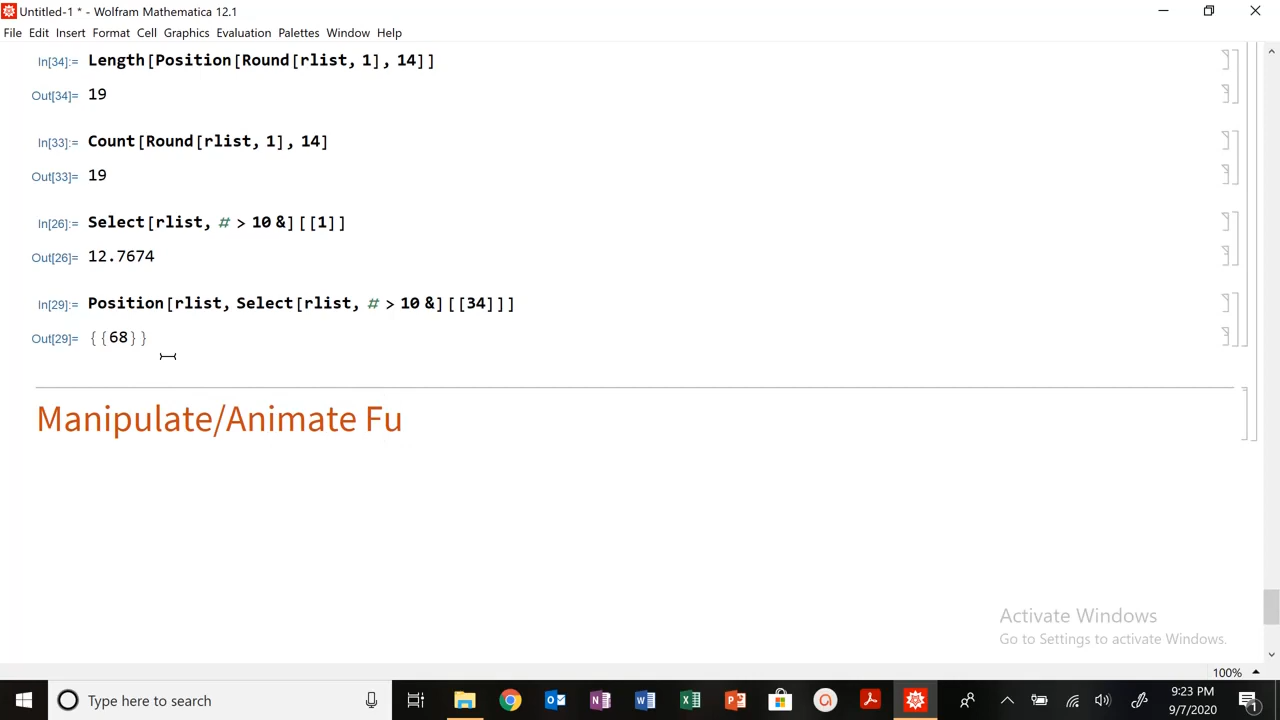 Untitled-1 * - Wolfram Mathematica 12.1
File Edit Insert Format Cell Graphics Evaluation Palettes Window Help
In[34]:= Length[Position[Round[rlist, 1], 14]]
Out[34]= 19
In[33]:= Count[Round[rlist, 1], 14]
Out[33]= 19
In[26]:= Select[rlist, # > 10 &][[1]]
Out[26]= 12.7674
In[29]:= Position[rlist, Select[rlist, # > 10 &][[34]]]
Out[29]= {{68}}
Manipulate/Animate Fu
Activate Windows
Go to Settings to activate Windows.
100%
Type here to search
9:23 PM
9/7/2020
1